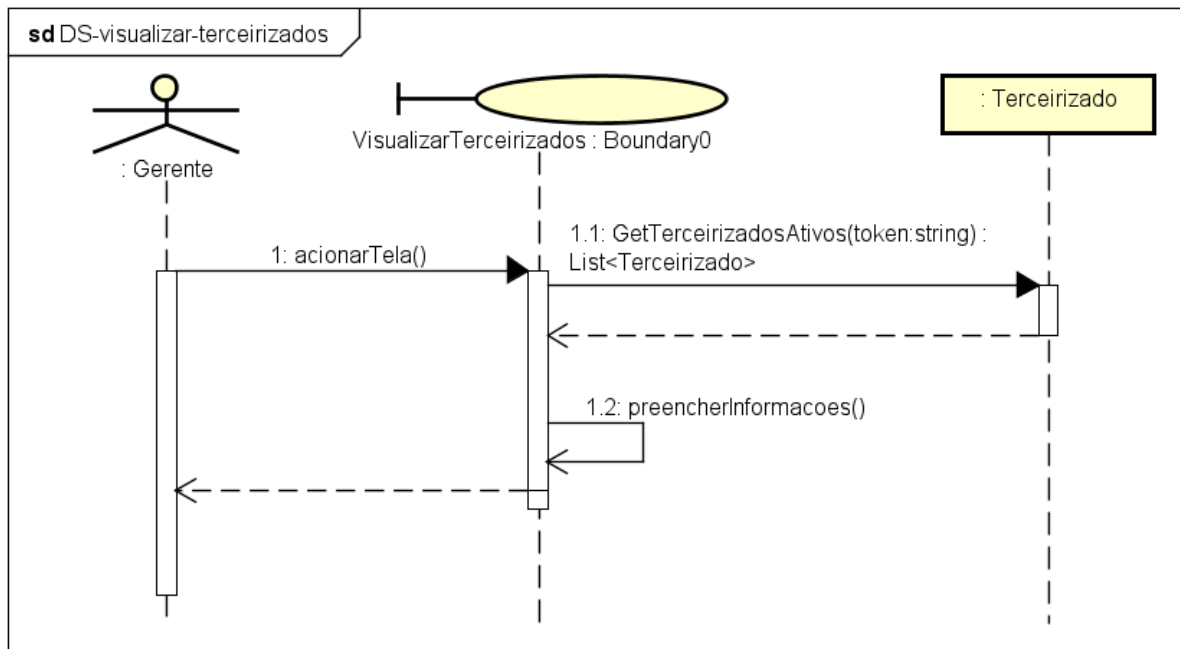 sd DS-visualizar-terceirizados
: Gerente
VisualizarTerceirizados : Boundary0
: Terceirizado
1: acionarTela()
1.1: GetTerceirizadosAtivos(token:string) :
List<Terceirizado>
1.2: preencherInformacoes()